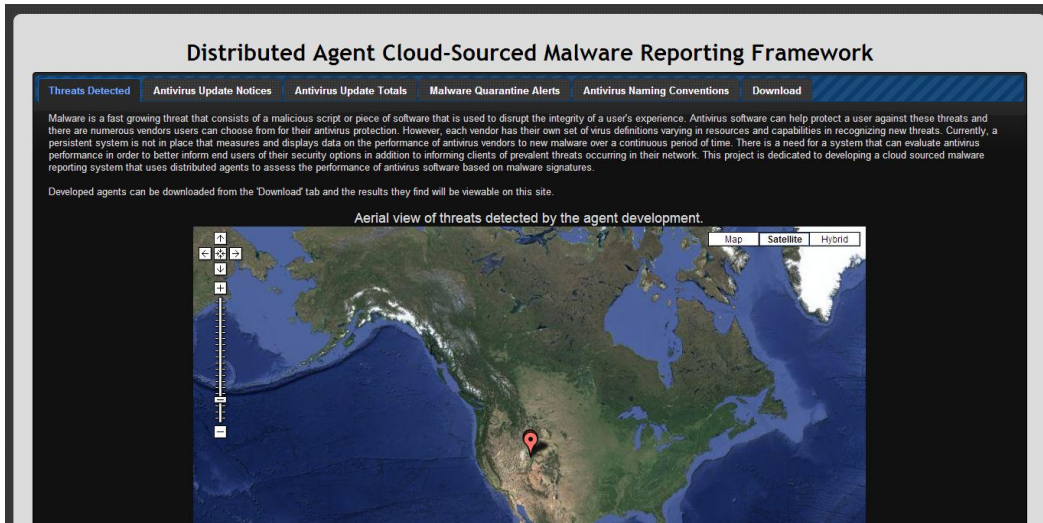 Distributed Agent Cloud-Sourced Malware Reporting Framework
Threats Detected Antivirus Update Notices Antivirus Update Totals Malware Quarantine Alerts Antivirus Naming Conventions Download
Malware is a fast growing threat that consists of a malicious script or piece of software that is used to disrupt the integrity of a user's experience. Antivirus software can help protect a user against these threats and
there are numerous vendors users can choose from for their antivirus protection. However, each vendor has their own set of virus definitions varying in resources and capabilities in recognizing new threats. Currently, a
persistent system is not in place that measures and displays data on the performance of antivirus vendors to new malware over a continuous period of time. There is a need for a system that can evaluate antivirus
performance in order to better inform end users of their security options in addition to informing clients of prevalent threats occurring in their network. This project is dedicated to developing a cloud sourced malware
reporting system that uses distributed agents to assess the performance of antivirus software based on malware signatures.
Developed agents can be downloaded from the 'Download' tab and the results they find will be viewable on this site.
Aerial view of threats detected by the agent development.
Map Satellite Hybrid